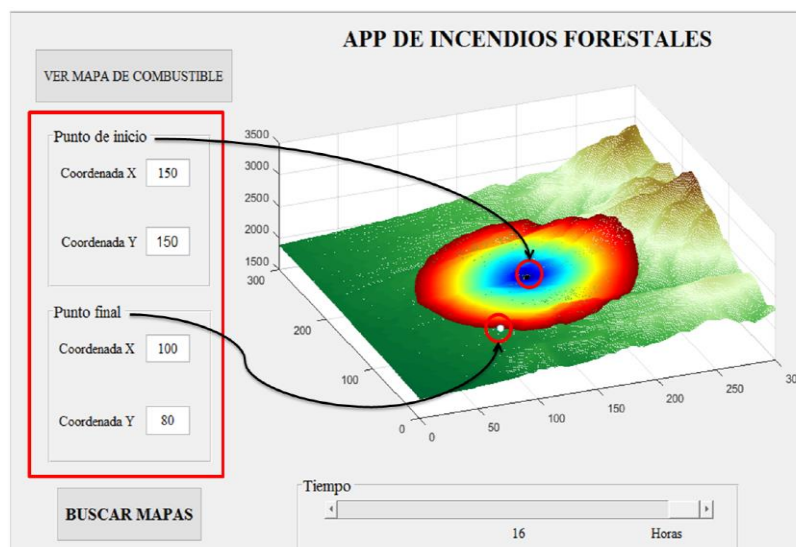 APP DE INCENDIOS FORESTALES
VER MAPA DE COMBUSTIBLE
Punto de inicio
Coordenada X 150
Coordenada Y 150
Punto final
Coordenada X 100
Coordenada Y 80
BUSCAR MAPAS
3500
3000
2500
2000
1500
300
200
100
0
0
50
100
150
200
250
30
Tiempo
16 Horas